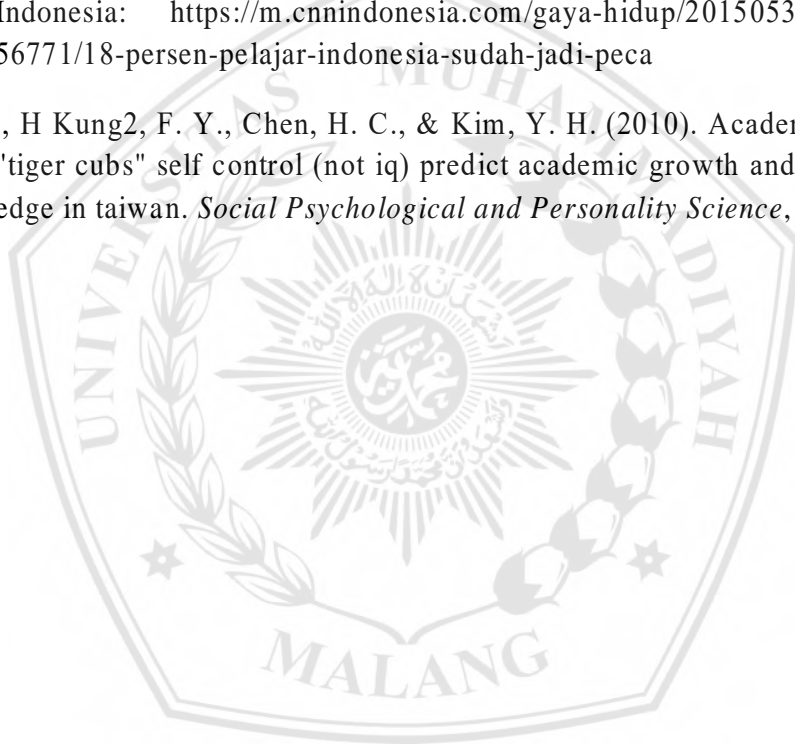 Indonesia: https://m.cnnindonesia.com/gaya-hidup/2015053
56771/18-persen-pelajar-indonesia-sudah-jadi-peca
, H Kung2, F. Y., Chen, H. C., & Kim, Y. H. (2010). Acader
"tiger cubs" self control (not iq) predict academic growth and
edge in taiwan. Social Psychological and Personality Science,
UNIVERSITAS MUHAMMADIYAH
MALANG